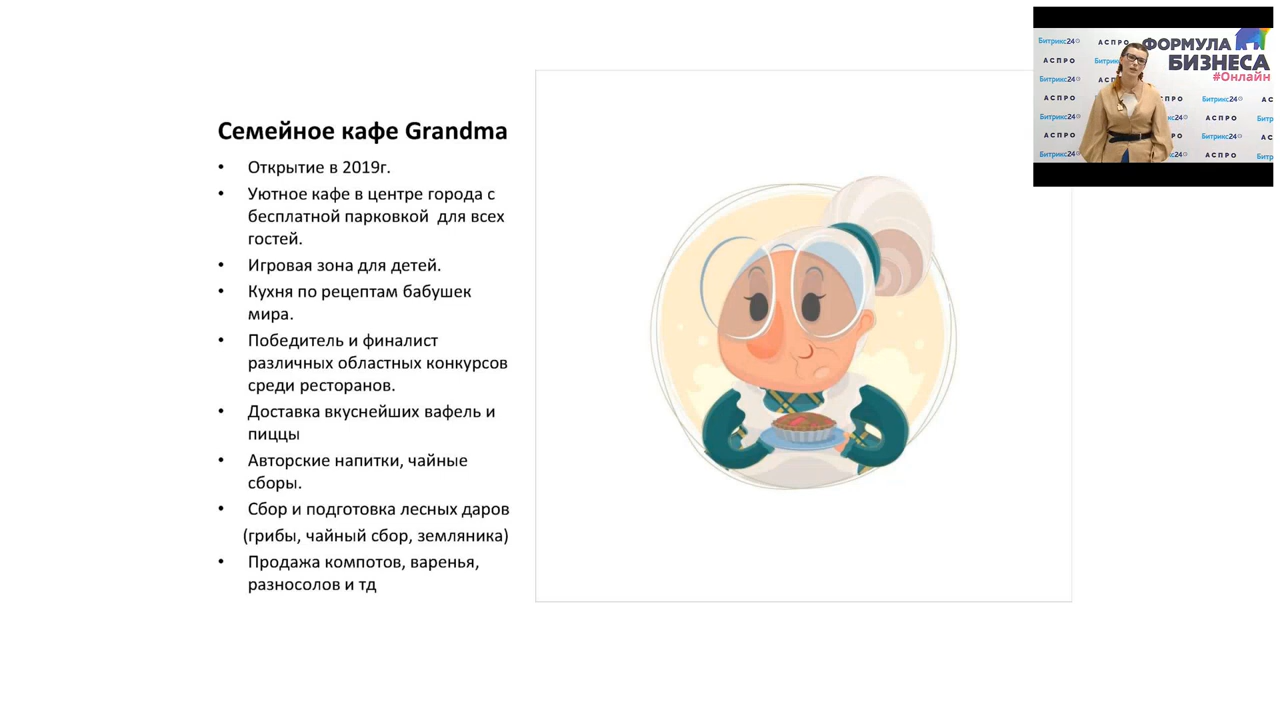 Семейное кафе Grandma
• Открытие в 2019г.
• Уютное кафе в центре города с
бесплатной парковкой для всех
гостей.
• Игровая зона для детей.
• Кухня по рецептам бабушек
мира.
• Победитель и финалист
различных областных конкурсов
среди ресторанов.
• Доставка вкуснейших вафель и
пиццы
• Авторские напитки, чайные
сборы.
• Сбор и подготовка лесных даров
(грибы, чайный сбор, земляника)
• Продажа компотов, варенья,
разносолов и тд
ФОРМУЛА
БИЗНЕСА
#Онлайн
Битрикс24
АСПРО
АСПРО
Битрикс24
АСПРО
Битрикс24
АСПРО
Битрикс24
АСПРО
Битрикс24
АСПРО
Битрикс24
АСПРО